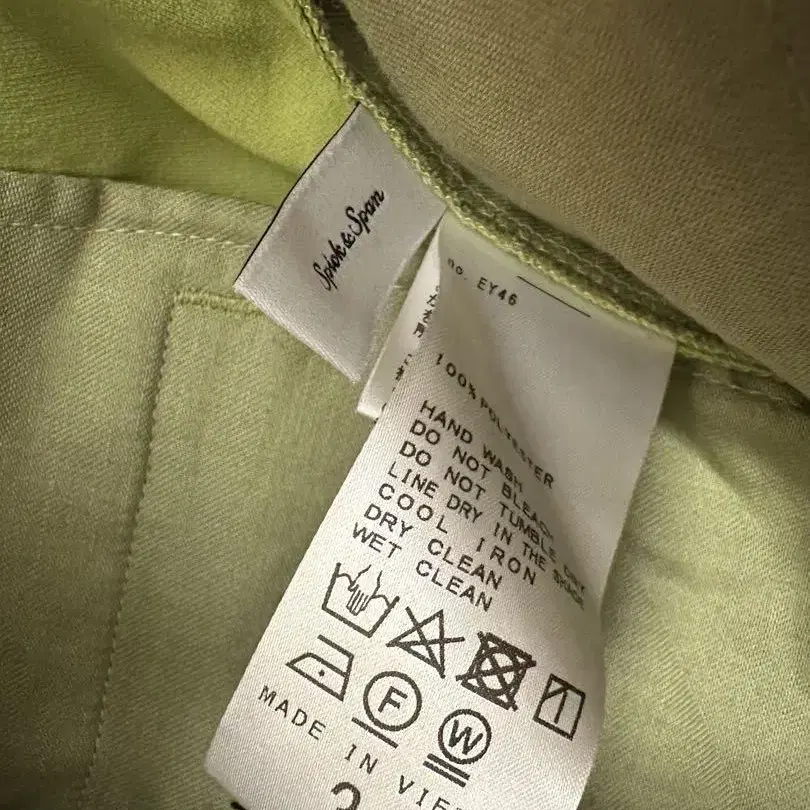 Spick & Span
no. EY46
100% POLYESTER
HAND WASH
DO NOT BLEACH
DO NOT TUMBLE DRY
LINE DRY IN THE SHADE
COOL IRON
DRY CLEAN
WET CLEAN
F
W
MADE IN VIE